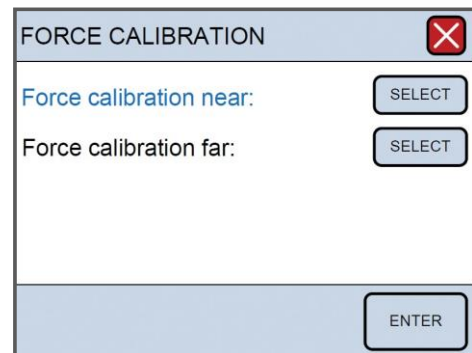 FORCE CALIBRATION
Force calibration near: SELECT
Force calibration far: SELECT
ENTER